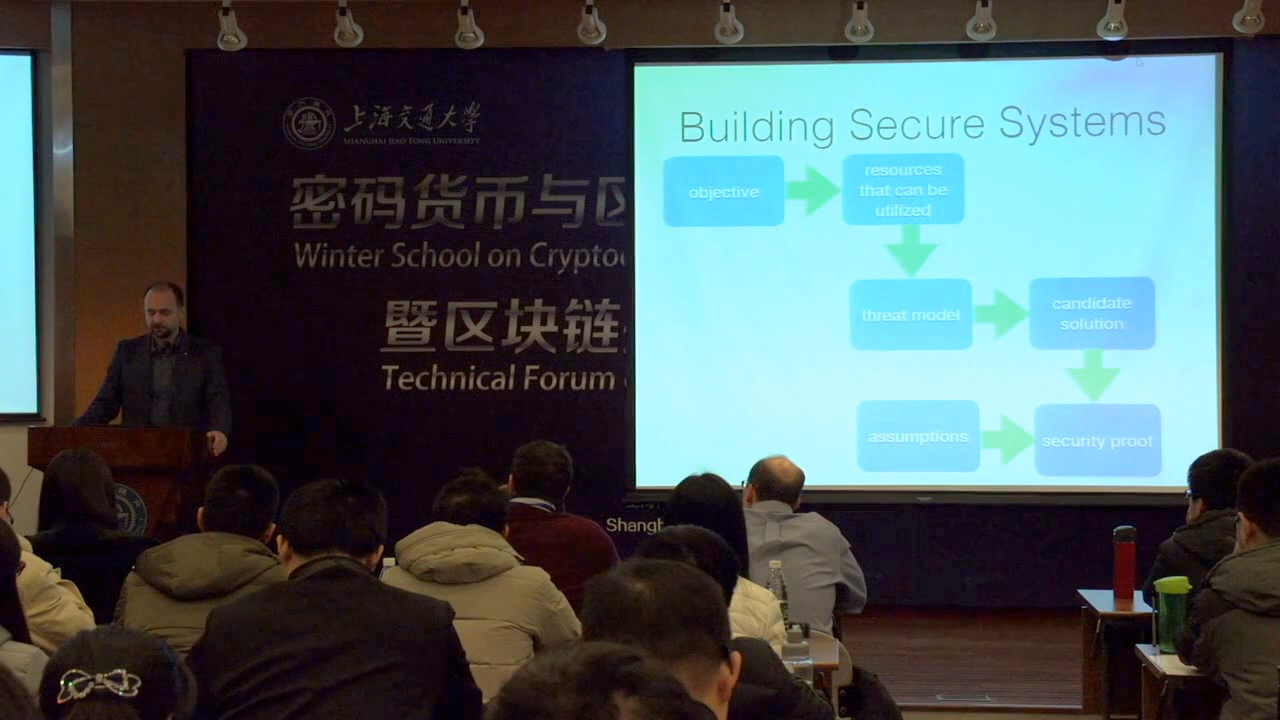 上海交通大学
SHANGHAI JIAO TONG UNIVERSITY
密码货币与区
Winter School on Crypto
暨区块链
Technical Forum
Shangh
Building Secure Systems
objective
resources
that can be
utilized
threat model
candidate
solution
assumptions
security proof